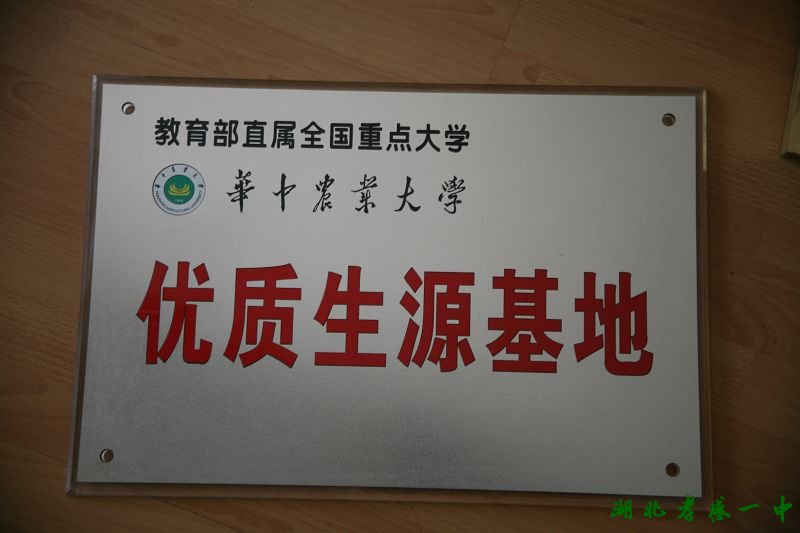 教育部直属全国重点大学
華中农業大學
优质生源基地
湖北孝感一中